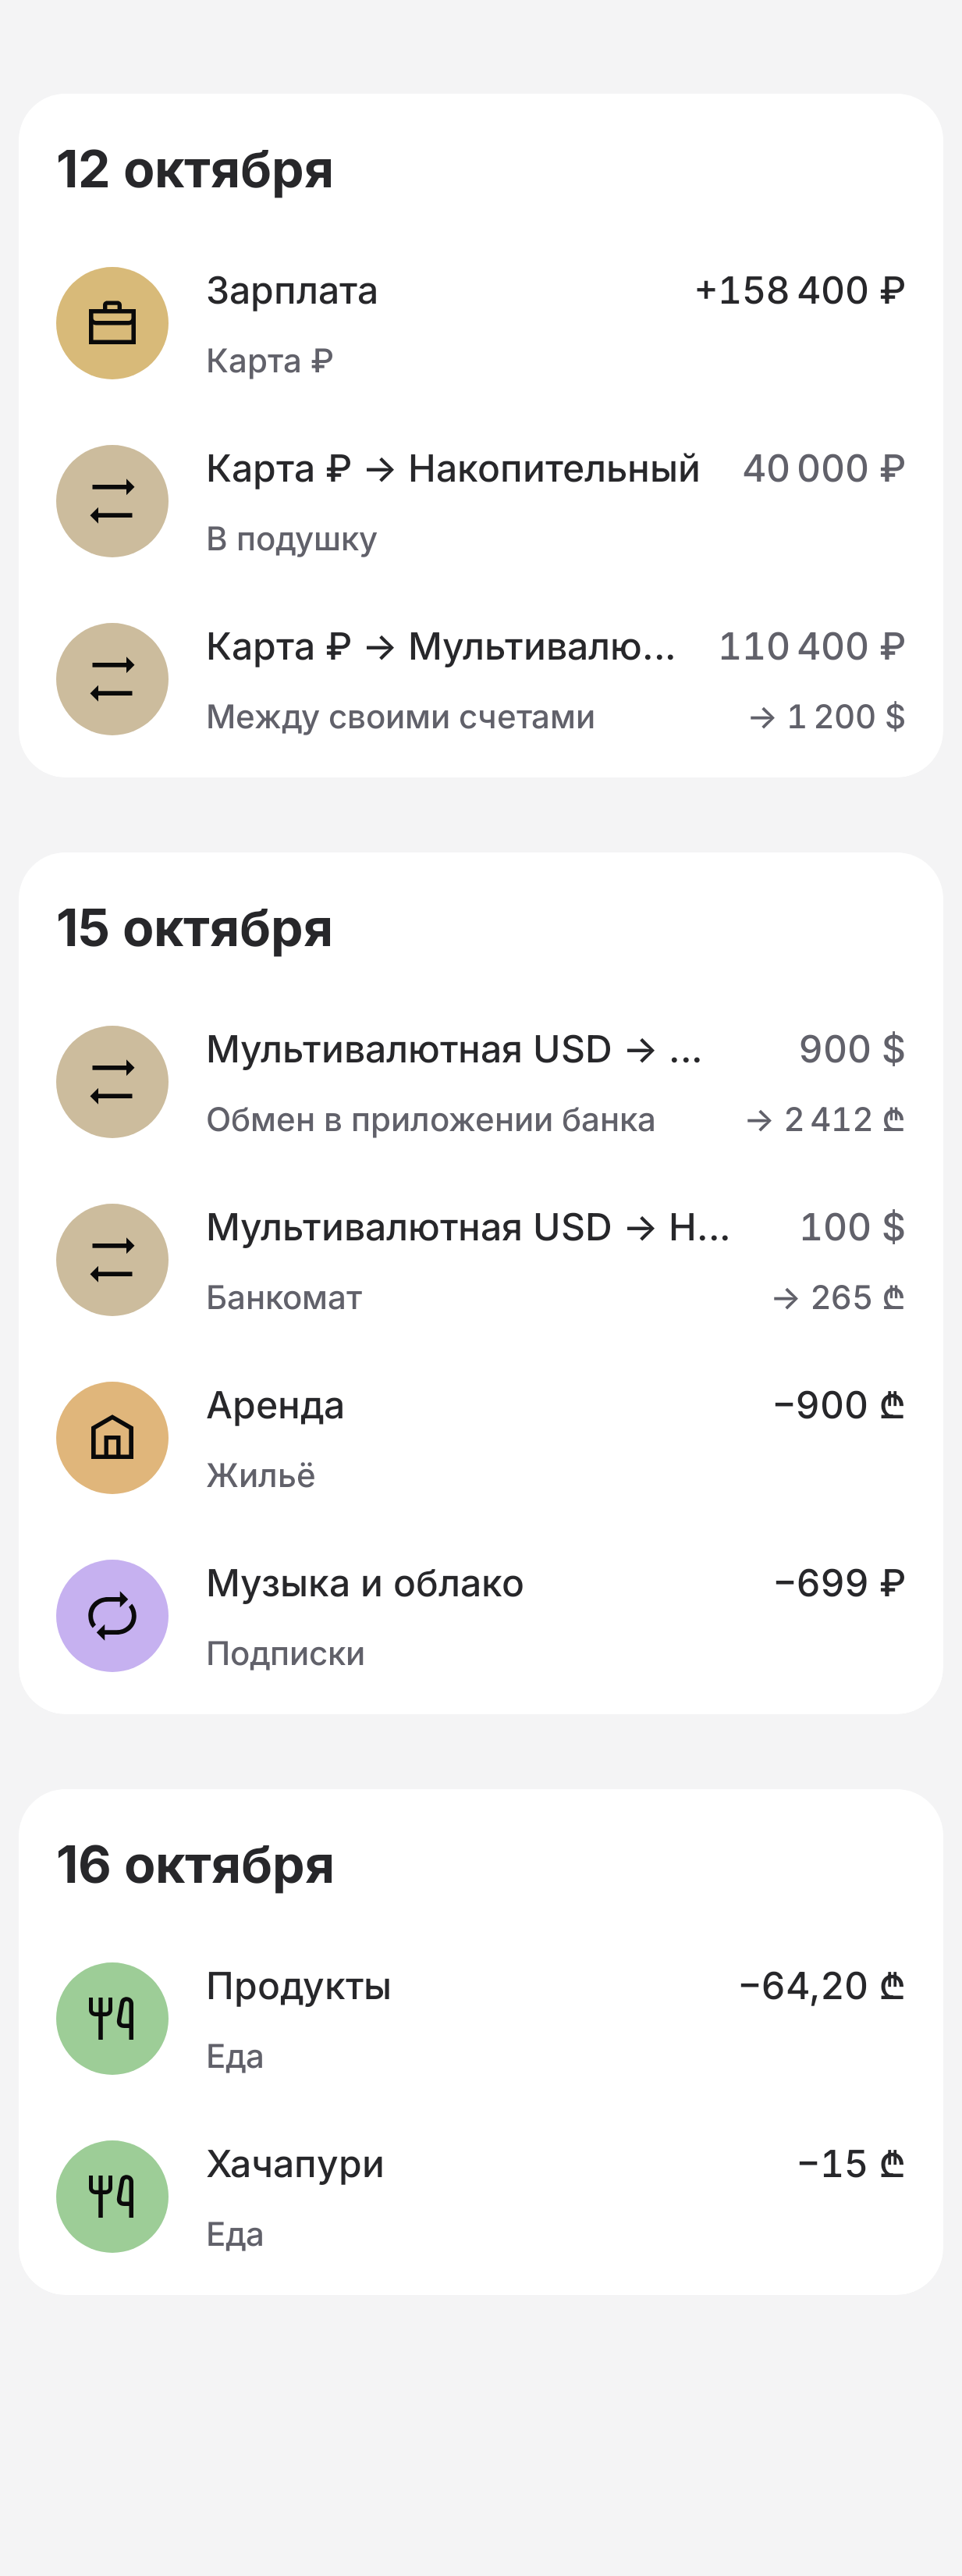 12 октября
Зарплата +158 400 ₽
Карта ₽
Карта ₽ → Накопительный 40 000 ₽
В подушку
Карта ₽ → Мультивалю... 110 400 ₽
Между своими счетами → 1 200 $
15 октября
Мультивалютная USD → ... 900 $
Обмен в приложении банка → 2 412 ₾
Мультивалютная USD → Н... 100 $
Банкомат → 265 ₾
Аренда −900 ₾
Жильё
Музыка и облако −699 ₽
Подписки
16 октября
Продукты −64,20 ₾
Еда
Хачапури −15 ₾
Еда